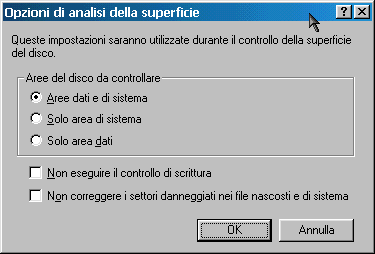 Opzioni di analisi della superficie
Queste impostazioni saranno utilizzate durante il controllo della superficie
del disco.
Aree del disco da controllare
Aree dati e di sistema
Solo area di sistema
Solo area dati
Non eseguire il controllo di scrittura
Non correggere i settori danneggiati nei file nascosti e di sistema
OK
Annulla